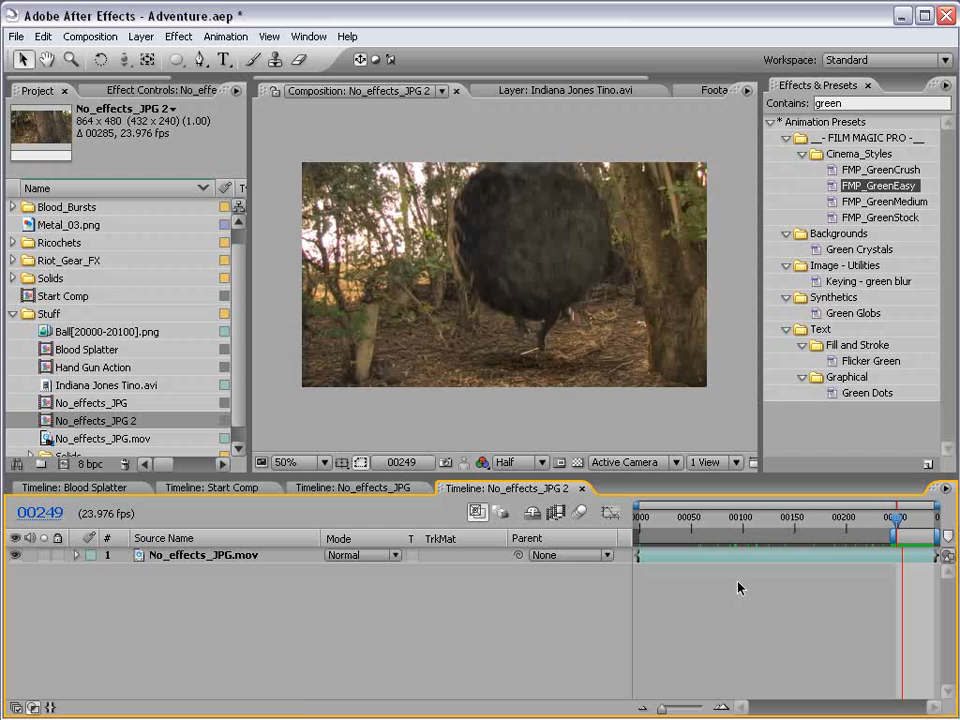 Adobe After Effects - Adventure.aep *
File Edit Composition Layer Effect Animation View Window Help
Workspace: Standard
Project Effect Controls: No_effe
Composition: No_effects_JPG 2 Layer: Indiana Jones Tino.avi Foota
Effects & Presets
No_effects_JPG 2
864 x 480 (432 x 240) (1.00)
Δ 00285, 23.976 fps
Contains: green
* Animation Presets
__- FILM MAGIC PRO -__
Cinema_Styles
FMP_GreenCrush
FMP_GreenEasy
FMP_GreenMedium
FMP_GreenStock
Backgrounds
Green Crystals
Image - Utilities
Keying - green blur
Synthetics
Green Globs
Text
Fill and Stroke
Flicker Green
Graphical
Green Dots
Name T
Blood_Bursts
Metal_03.png
Ricochets
Riot_Gear_FX
Solids
Start Comp
Stuff
Ball[20000-20100].png
Blood Splatter
Hand Gun Action
Indiana Jones Tino.avi
No_effects_JPG
No_effects_JPG 2
No_effects_JPG.mov
Solids
8 bpc
50% 00249 Half Active Camera 1 View
Timeline: Blood Splatter Timeline: Start Comp Timeline: No_effects_JPG Timeline: No_effects_JPG 2
00249 (23.976 fps)
0000 00050 00100 00150 00200
# Source Name Mode T TrkMat Parent
1 No_effects_JPG.mov Normal None